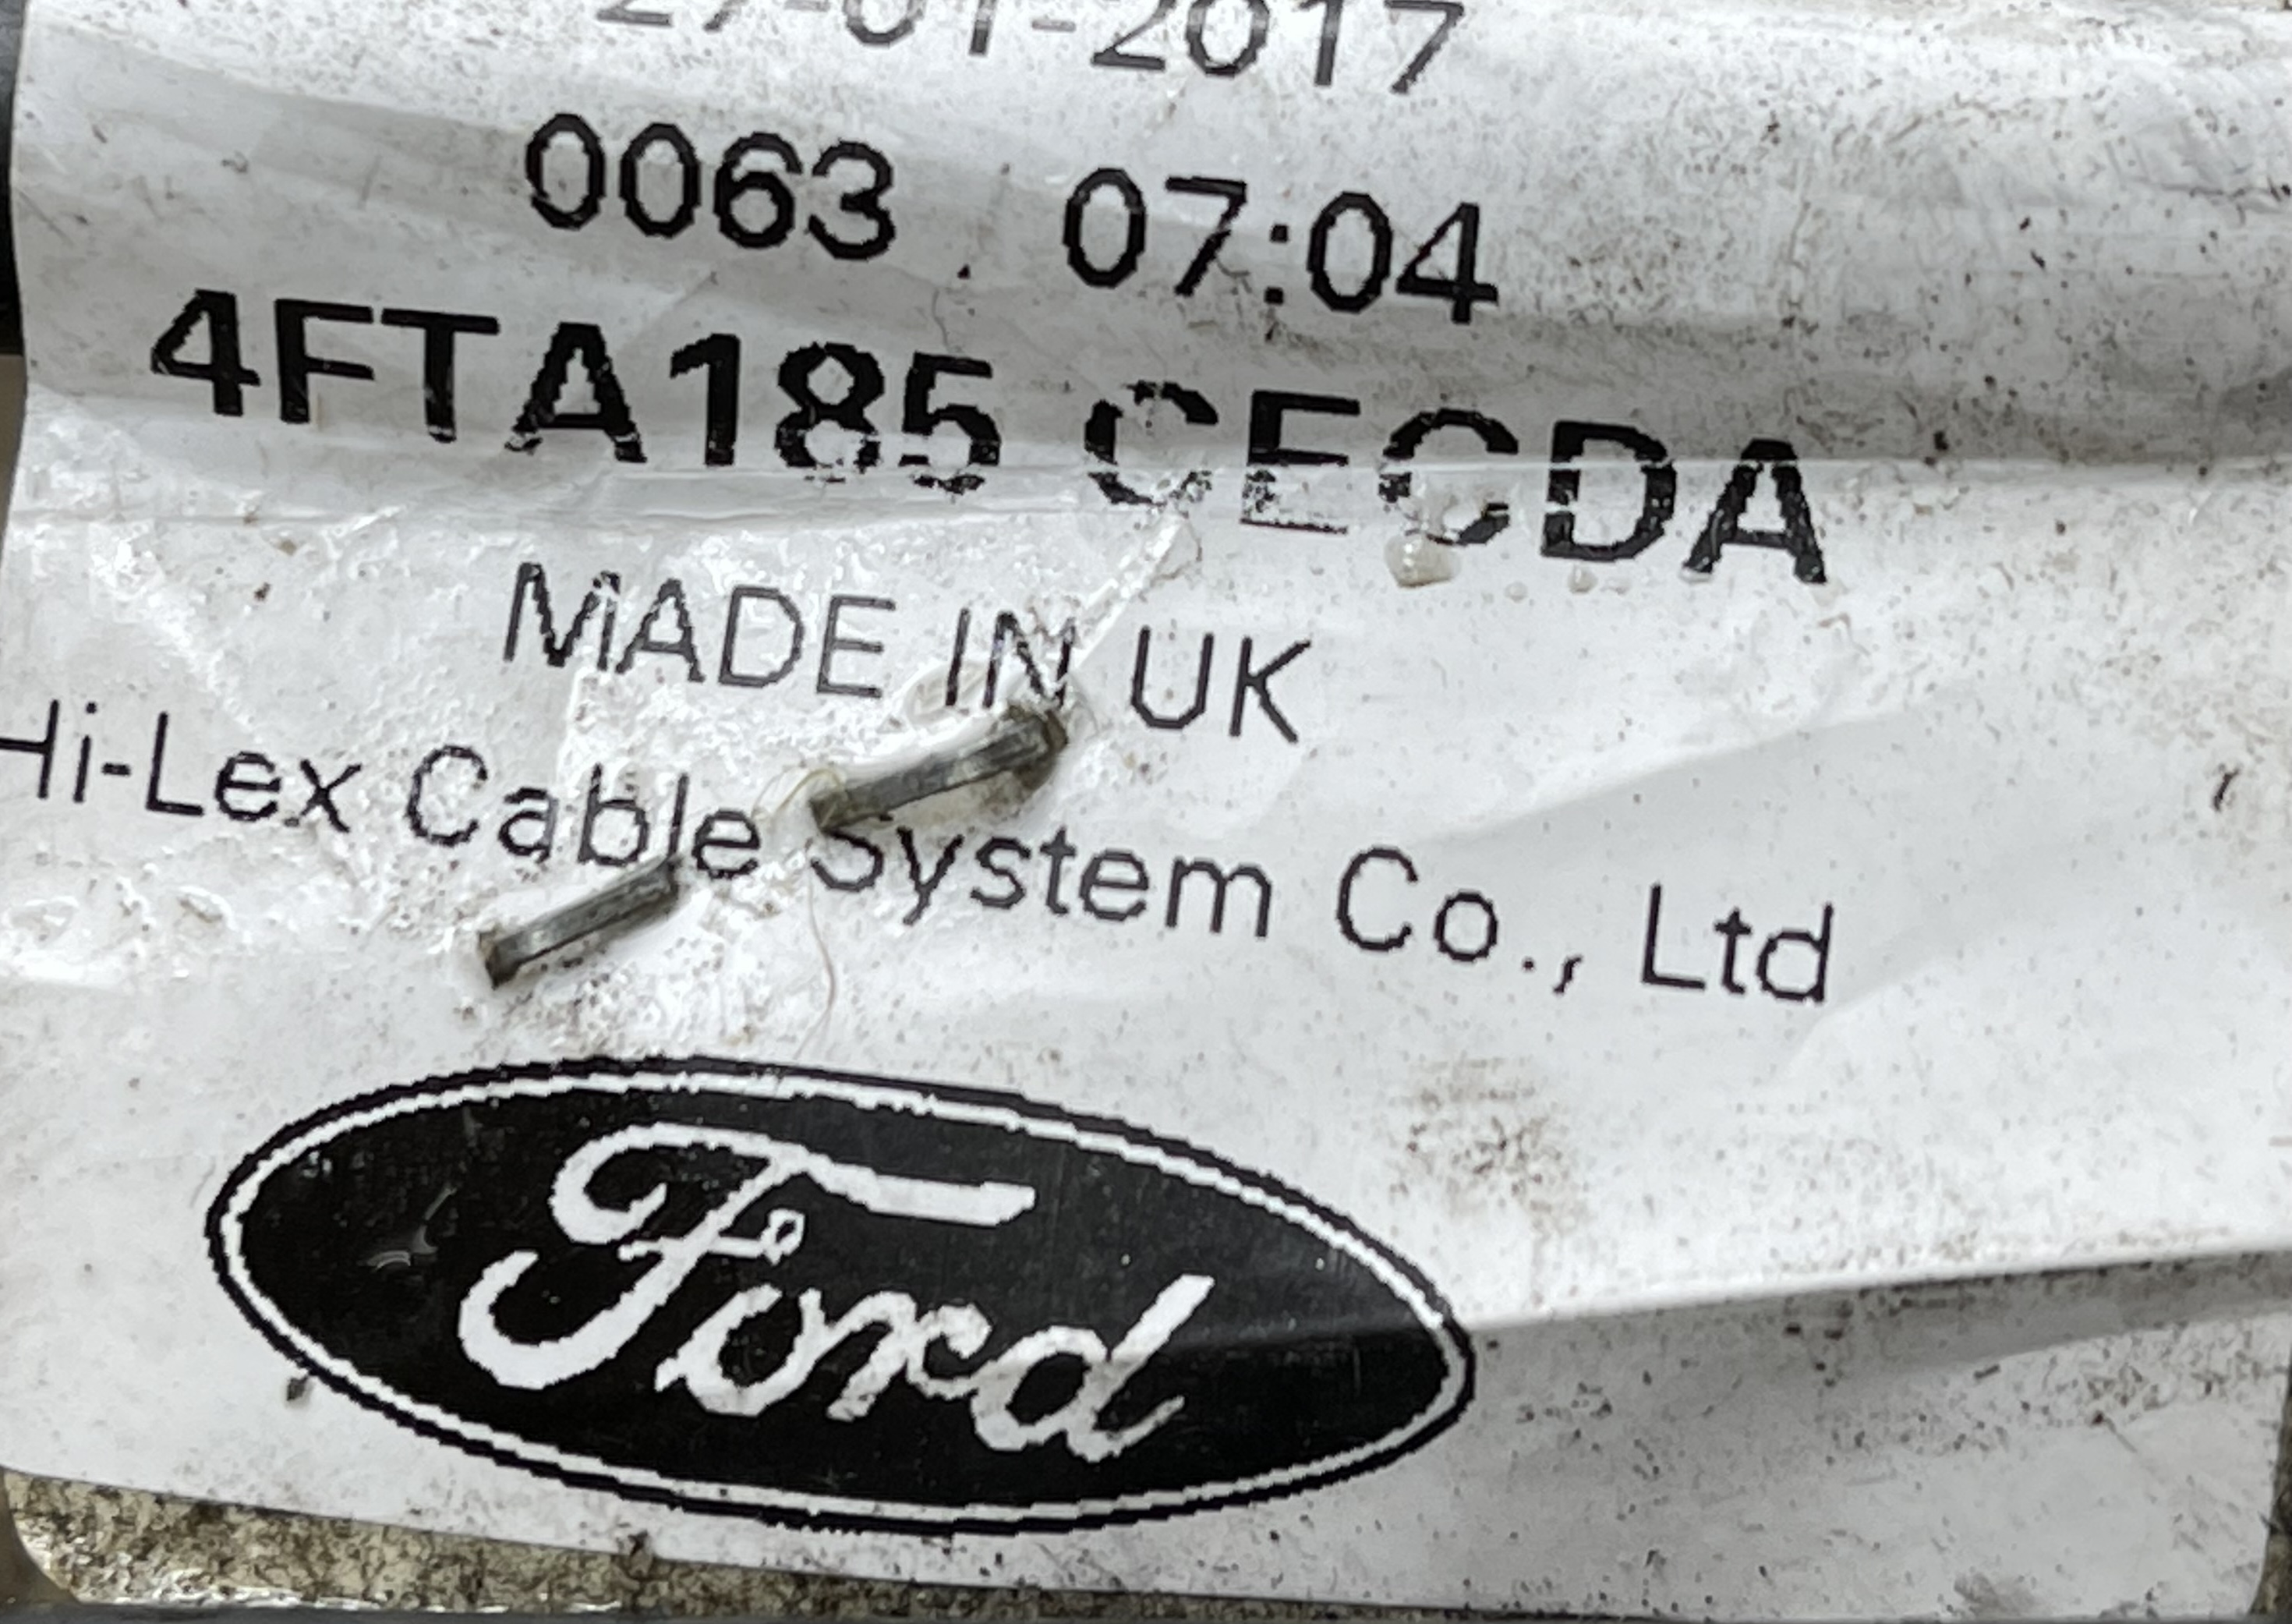 27-01-2017
0063 07:04
4FTA185 CECDA
MADE IN UK
Hi-Lex Cable System Co., Ltd
Ford